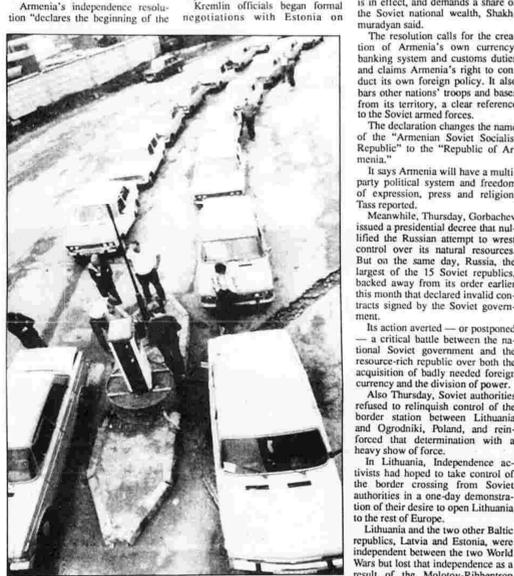 Armenia's independence resolu-
tion "declares the beginning of the
Kremlin officials began formal
negotiations with Estonia on
is in effect, and demands a share o
the Soviet national wealth, Shakh
muradyan said.
The resolution calls for the crea
tion of Armenia's own currency
banking system and customs dutie
and claims Armenia's right to con
duct its own foreign policy. It als
bars other nations' troops and base
from its territory, a clear referenc
to the Soviet armed forces.
The declaration changes the nam
of the "Armenian Soviet Socialis
Republic" to the "Republic of Ar
menia."
It says Armenia will have a multi
party political system and freedom
of expression, press and religion
Tass reported.
Meanwhile, Thursday, Gorbachev
issued a presidential decree that nul-
lified the Russian attempt to wrest
control over its natural resources.
But on the same day, Russia, the
largest of the 15 Soviet republics,
backed away from its order earlier
this month that declared invalid con-
tracts signed by the Soviet govern-
ment.
Its action averted — or postponed
— a critical battle between the na-
tional Soviet government and the
resource-rich republic over both the
acquisition of badly needed foreign
currency and the division of power.
Also Thursday, Soviet authorities
refused to relinquish control of the
border station between Lithuania
and Ogrodniki, Poland, and rein-
forced that determination with a
heavy show of force.
In Lithuania, Independence ac-
tivists had hoped to take control of
the border crossing from Soviet
authorities in a one-day demonstra-
tion of their desire to open Lithuania
to the rest of Europe.
Lithuania and the two other Baltic
republics, Latvia and Estonia, were
independent between the two World
Wars but lost that independence as a
result of the Molotov-Ribbentrop